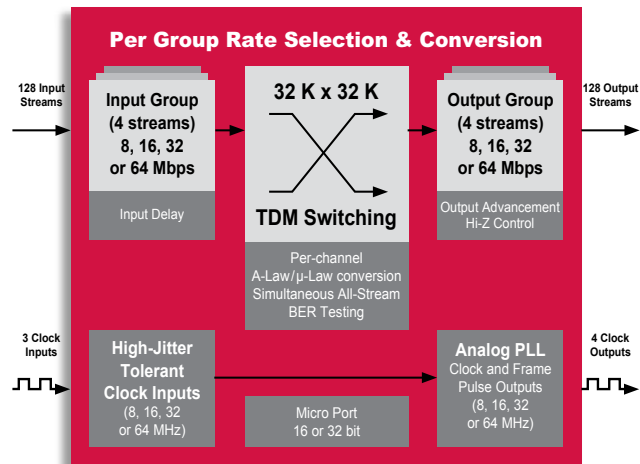 Per Group Rate Selection & Conversion
128 Input
Streams
Input Group
(4 streams)
8, 16, 32
or 64 Mbps
Input Delay
32 K x 32 K
TDM Switching
Per-channel
A-Law/µ-Law conversion
Simultaneous All-Stream
BER Testing
Output Group
(4 streams)
8, 16, 32
or 64 Mbps
Output Advancement
Hi-Z Control
128 Output
Streams
3 Clock
Inputs
High-Jitter
Tolerant
Clock Inputs
(8, 16, 32
or 64 MHz)
Micro Port
16 or 32 bit
Analog PLL
Clock and Frame
Pulse Outputs
(8, 16, 32
or 64 MHz)
4 Clock
Outputs